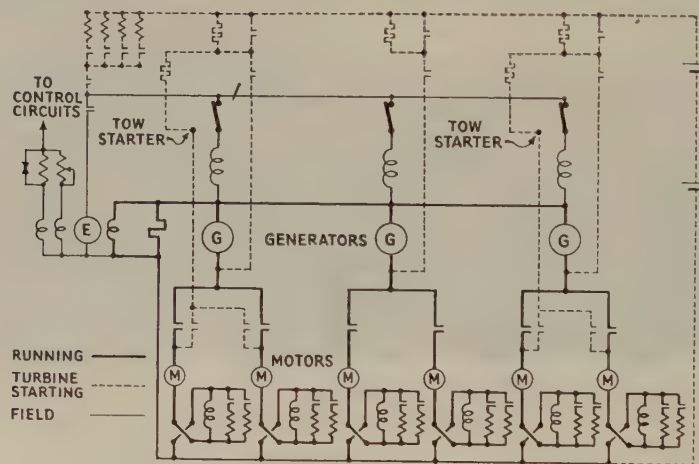 TO
CONTROL
CIRCUITS
TOW
STARTER
TOW
STARTER
E
G
GENERATORS
G
G
RUNNING
TURBINE
STARTING
FIELD
M
M
MOTORS
M
M
M
M